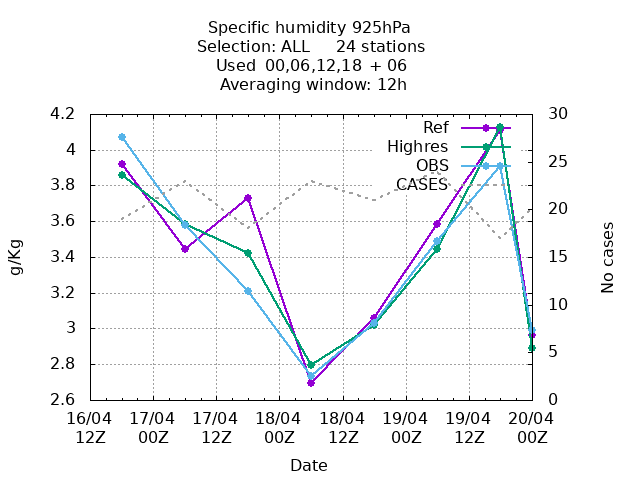 Specific humidity 925hPa
Selection: ALL 24 stations
Used 00,06,12,18 + 06
Averaging window: 12h
4.2
4
3.8
3.6
3.4
3.2
3
2.8
2.6
g/Kg
Ref
Highres
OBS
CASES
30
25
20
15
10
5
0
No cases
16/04 17/04 17/04 18/04 18/04 19/04 19/04 20/04
12Z 00Z 12Z 00Z 12Z 00Z 12Z 00Z
Date